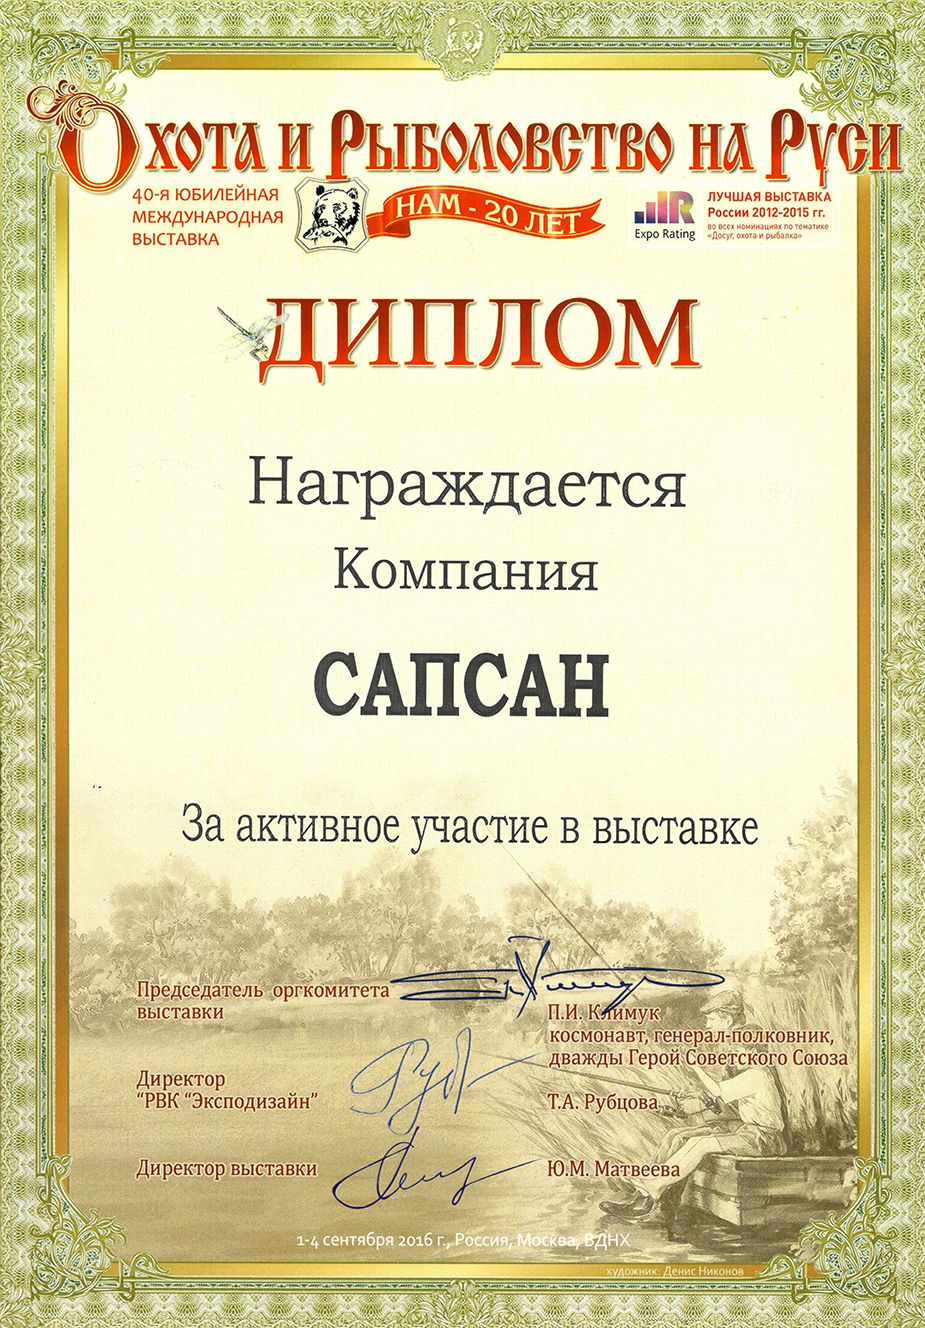 Охота и Рыболовство на Руси
40-я ЮБИЛЕЙНАЯ
МЕЖДУНАРОДНАЯ
ВЫСТАВКА
НАМ - 20 ЛЕТ
Expo Rating
ЛУЧШАЯ ВЫСТАВКА
России 2012-2015 гг.
во всех номинациях по тематике
«Досуг, охота и рыбалка»
ДИПЛОМ
Награждается
Компания
САПСАН
За активное участие в выставке
Председатель оргкомитета
выставки
П.И. Климук
космонавт, генерал-полковник,
дважды Герой Советского Союза
Директор
“РВК “Эксподизайн”
Т.А. Рубцова
Директор выставки
Ю.М. Матвеева
1-4 сентября 2016 г., Россия, Москва, ВДНХ
художник: Денис Никонов